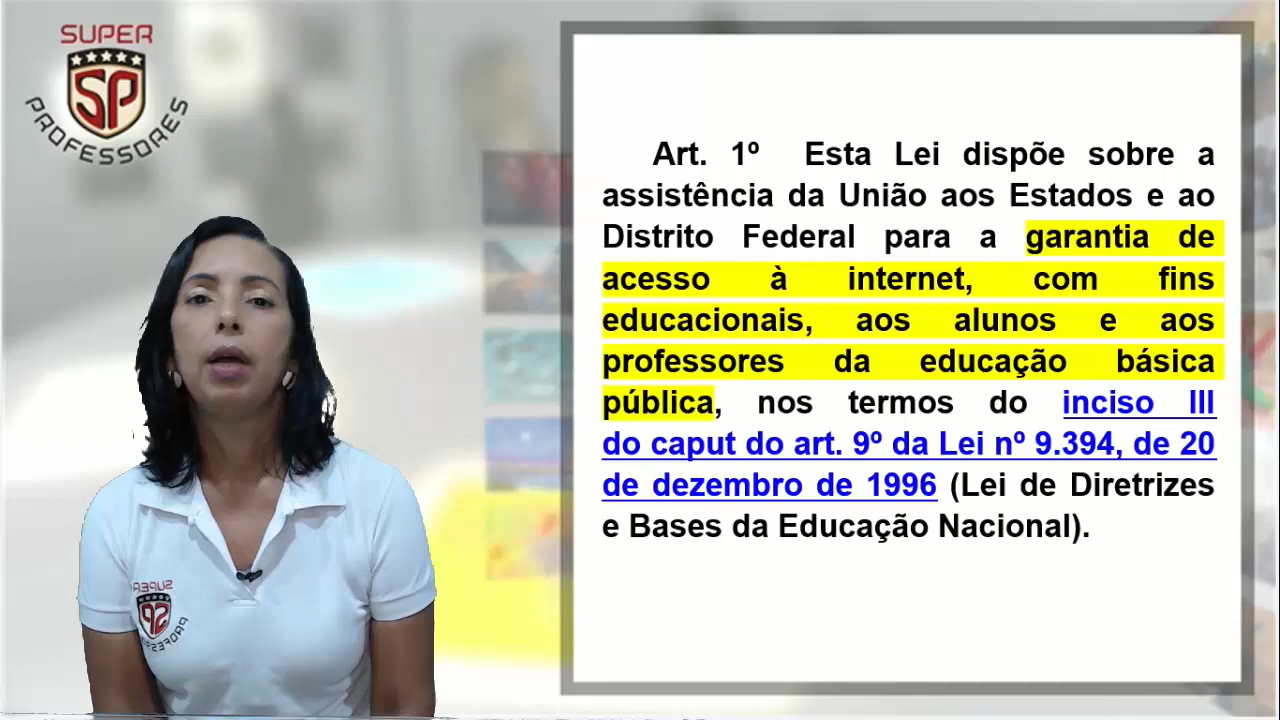 SUPER
SP
PROFESSORES
Art. 1º Esta Lei dispõe sobre a
assistência da União aos Estados e ao
Distrito Federal para a garantia de
acesso à internet, com fins
educacionais, aos alunos e aos
professores da educação básica
pública, nos termos do inciso III
do caput do art. 9º da Lei nº 9.394, de 20
de dezembro de 1996 (Lei de Diretrizes
e Bases da Educação Nacional).
SUPER
SP